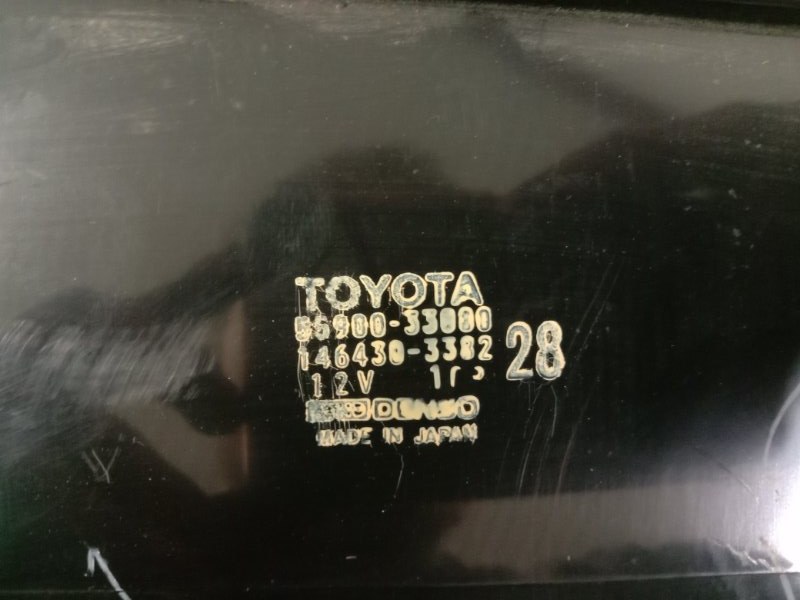 TOYOTA
55900-33080
146430-3382
28
12V
DENSO
MADE IN JAPAN